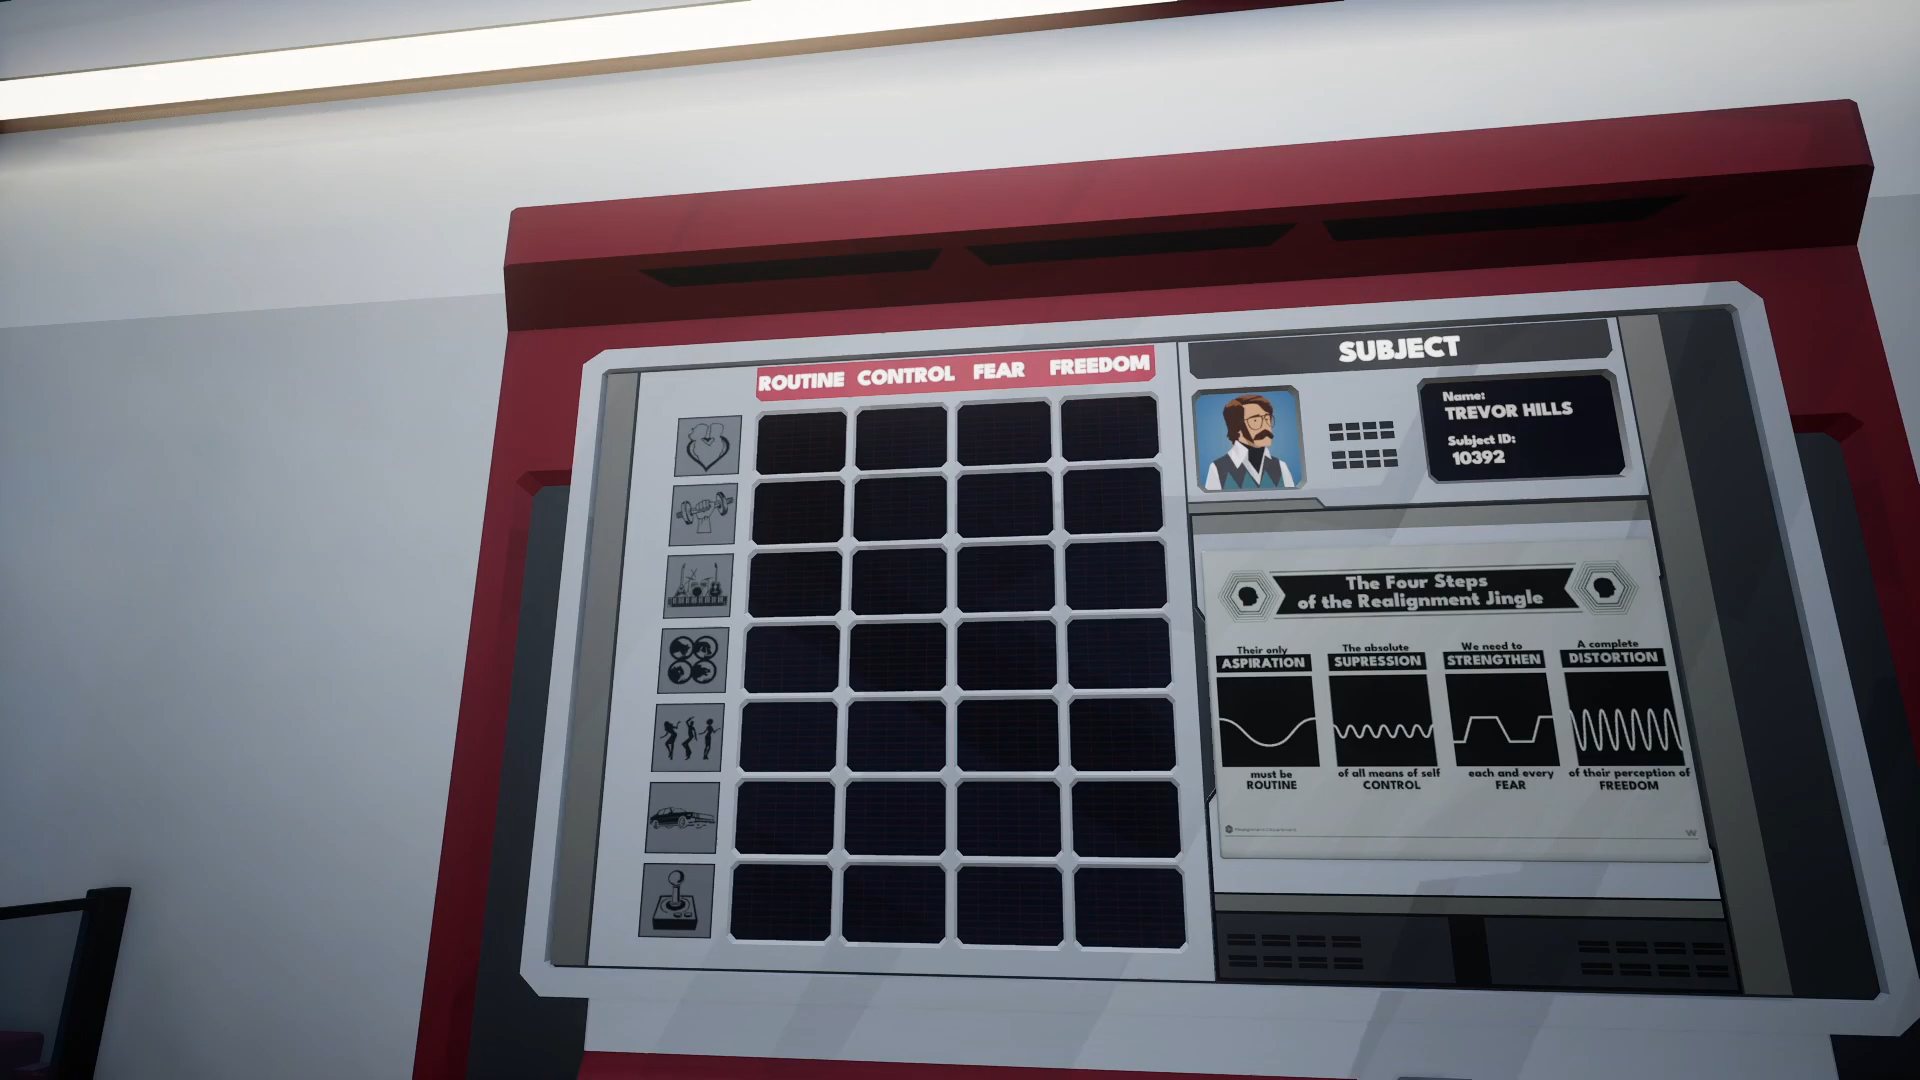 ROUTINE CONTROL FEAR FREEDOM
SUBJECT
Name:
TREVOR HILLS
Subject ID:
10392
The Four Steps
of the Realignment Jingle
Their only
ASPIRATION
must be
ROUTINE
The absolute
SUPRESSION
of all means of self
CONTROL
We need to
STRENGTHEN
each and every
FEAR
A complete
DISTORTION
of their perception of
FREEDOM
W